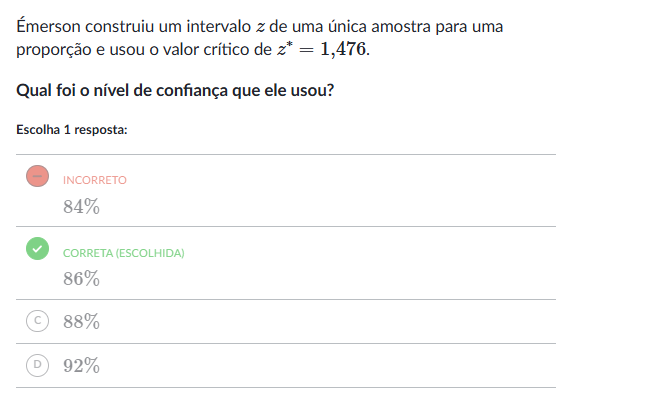 Émerson construiu um intervalo z de uma única amostra para uma
proporção e usou o valor crítico de z* = 1,476.
Qual foi o nível de confiança que ele usou?
Escolha 1 resposta:
INCORRETO
84%
CORRETA (ESCOLHIDA)
86%
C 88%
D 92%